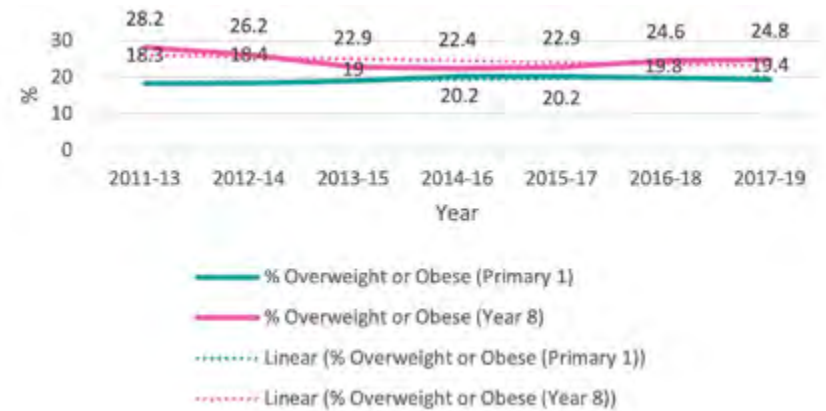 28.2 26.2 22.9 22.4 22.9 24.6 24.8
30
18.3 18.4 19 19.8 19.4
20
20.2 20.2
%
10
0
2011-13 2012-14 2013-15 2014-16 2015-17 2016-18 2017-19
Year
% Overweight or Obese (Primary 1)
% Overweight or Obese (Year 8)
Linear (% Overweight or Obese (Primary 1))
Linear (% Overweight or Obese (Year 8))